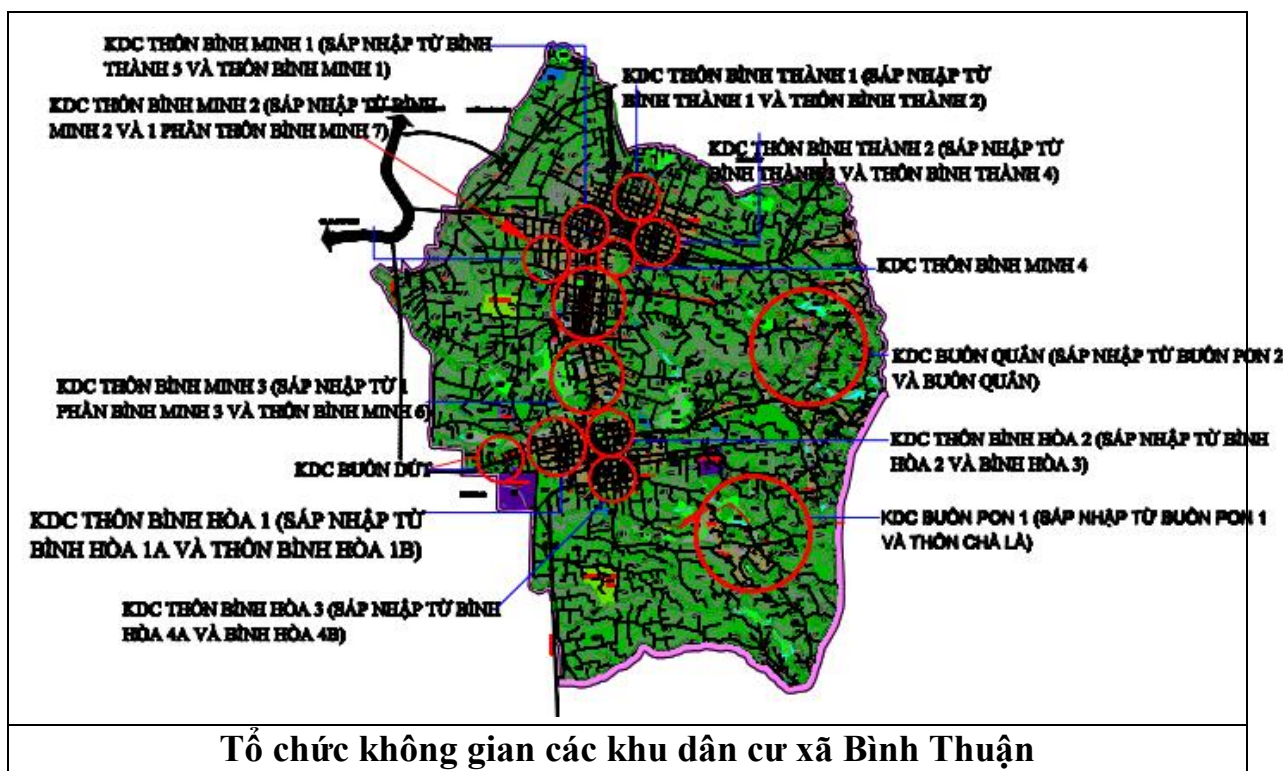 KDC THÔN BÌNH MINH 1 (SÁP NHẬP TỪ BÌNH
THÀNH 5 VÀ THÔN BÌNH MINH 1)
KDC THÔN BÌNH THÀNH 1 (SÁP NHẬP TỪ
BÌNH THÀNH 1 VÀ THÔN BÌNH THÀNH 2)
KDC THÔN BÌNH MINH 2 (SÁP NHẬP TỪ BÌNH
MINH 2 VÀ 1 PHẦN THÔN BÌNH MINH 7)
KDC THÔN BÌNH THÀNH 2 (SÁP NHẬP TỪ
BÌNH THÀNH VÀ THÔN BÌNH THÀNH 4)
KDC THÔN BÌNH MINH 4
KDC BUÔN QUÂN (SÁP NHẬP TỪ BUÔN PON 2
VÀ BUÔN QUÂN)
KDC THÔN BÌNH MINH 3 (SÁP NHẬP TỪ 1
PHẦN BÌNH MINH 3 VÀ THÔN BÌNH MINH 6)
KDC THÔN BÌNH HÒA 2 (SÁP NHẬP TỪ BÌNH
HÒA 2 VÀ BÌNH HÒA 3)
KDC BUÔN DÚT
KDC THÔN BÌNH HÒA 1 (SÁP NHẬP TỪ
BÌNH HÒA 1A VÀ THÔN BÌNH HÒA 1B)
KDC BUÔN PON 1 (SÁP NHẬP TỪ BUÔN PON 1
VÀ THÔN CHÀ LÀ)
KDC THÔN BÌNH HÒA 3 (SÁP NHẬP TỪ BÌNH
HÒA 4A VÀ BÌNH HÒA 4B)
Tổ chức không gian các khu dân cư xã Bình Thuận